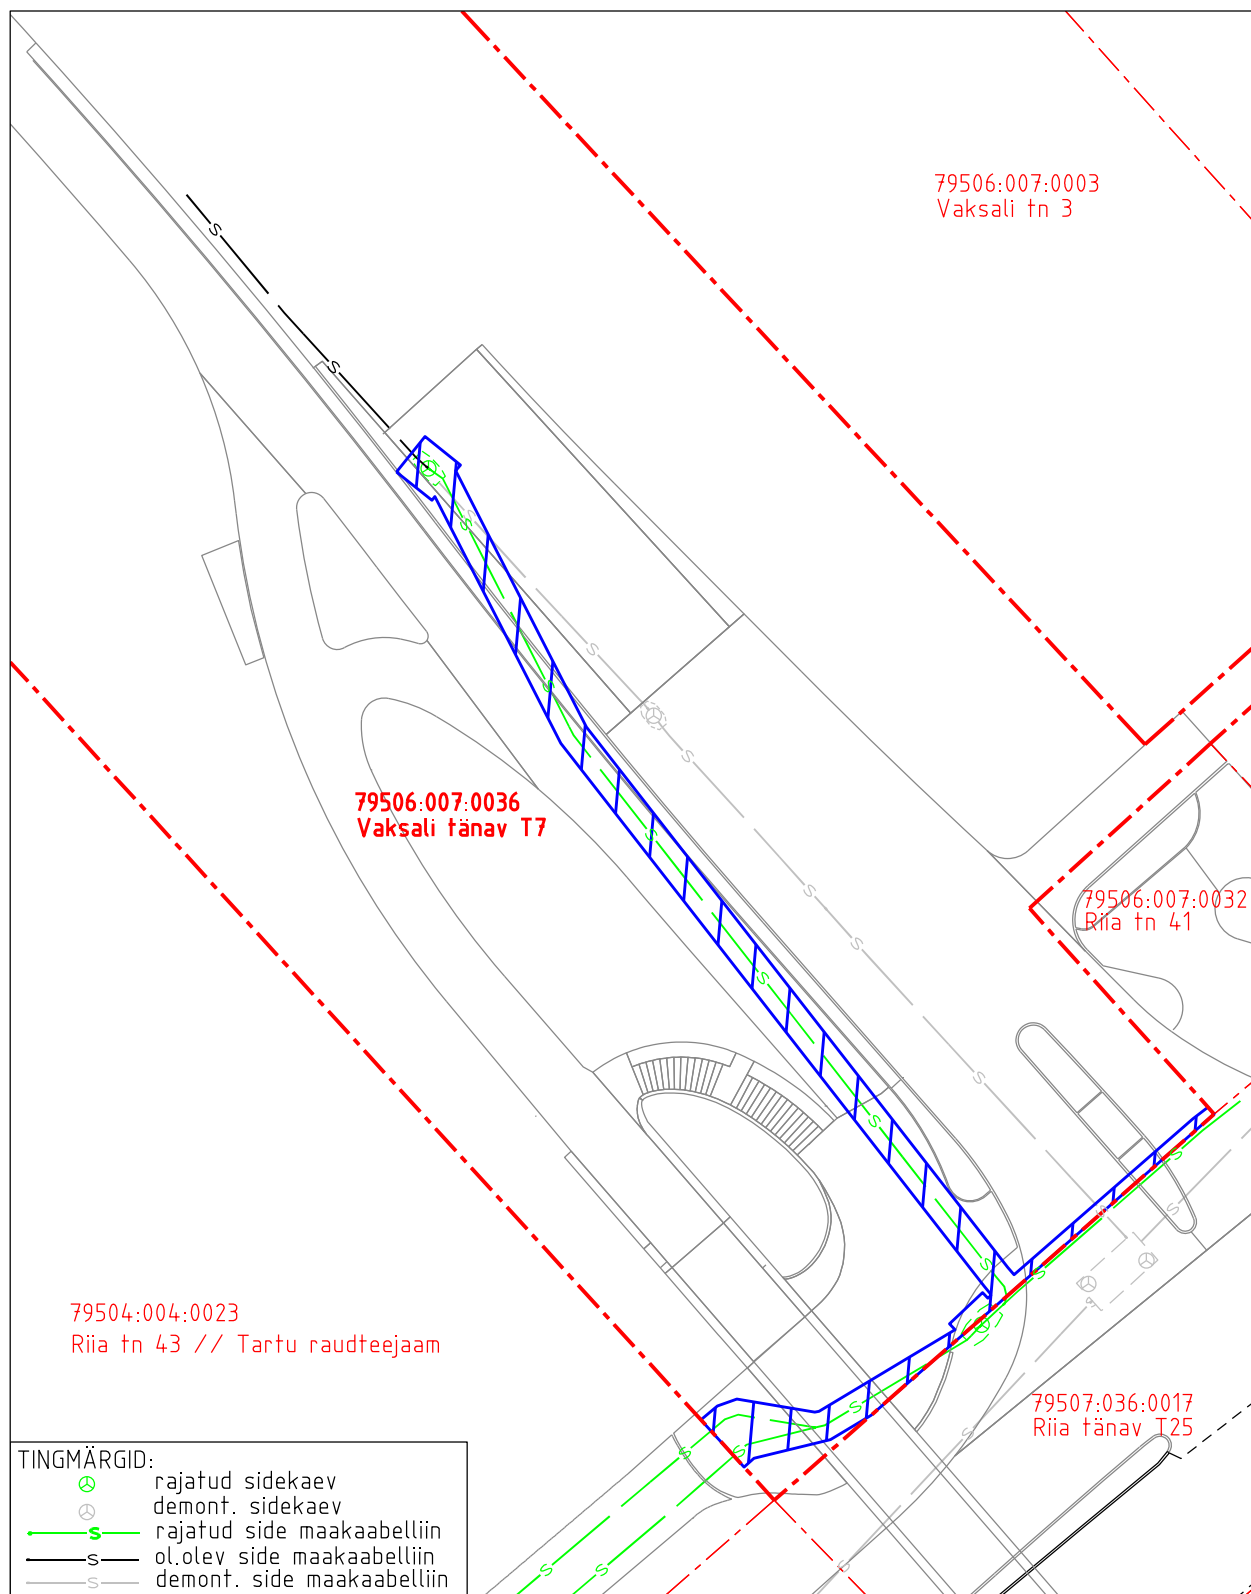 79506:007:0003
Vaksali tn 3
79506:007:0036
Vaksali tänav T7
79506:007:0032
Riia tn 41
79504:004:0023
Riia tn 43 // Tartu raudteejaam
79507:036:0017
Riia tänav T25
TINGMÄRGID:
rajatud sidekaev
demont. sidekaev
S rajatud side maakaabelliin
S ol.olev side maakaabelliin
S demont. side maakaabelliin